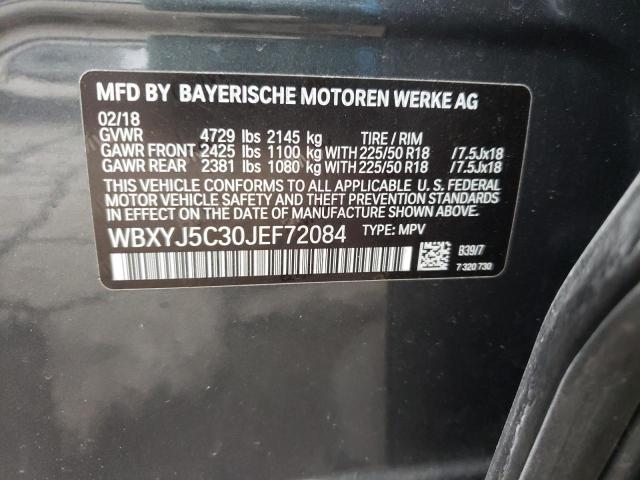 MFD BY BAYERISCHE MOTOREN WERKE AG
02/18
GVWR 4729 lbs 2145 kg TIRE / RIM
GAWR FRONT 2425 lbs 1100 kg WITH 225/50 R18 /7.5Jx18
GAWR REAR 2381 lbs 1080 kg WITH 225/50 R18 /7.5Jx18
THIS VEHICLE CONFORMS TO ALL APPLICABLE U. S. FEDERAL
MOTOR VEHICLE SAFETY AND THEFT PREVENTION STANDARDS
IN EFFECT ON THE DATE OF MANUFACTURE SHOWN ABOVE.
WBXYJ5C30JEF72084 TYPE: MPV
B39/7
7 320 730